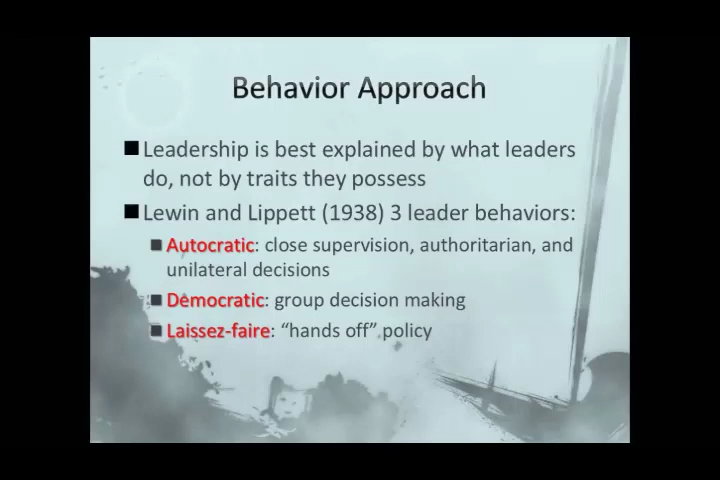 Behavior Approach
Leadership is best explained by what leaders
do, not by traits they possess
Lewin and Lippett (1938) 3 leader behaviors:
Autocratic: close supervision, authoritarian, and
unilateral decisions
Democratic: group decision making
Laissez-faire: “hands off” policy